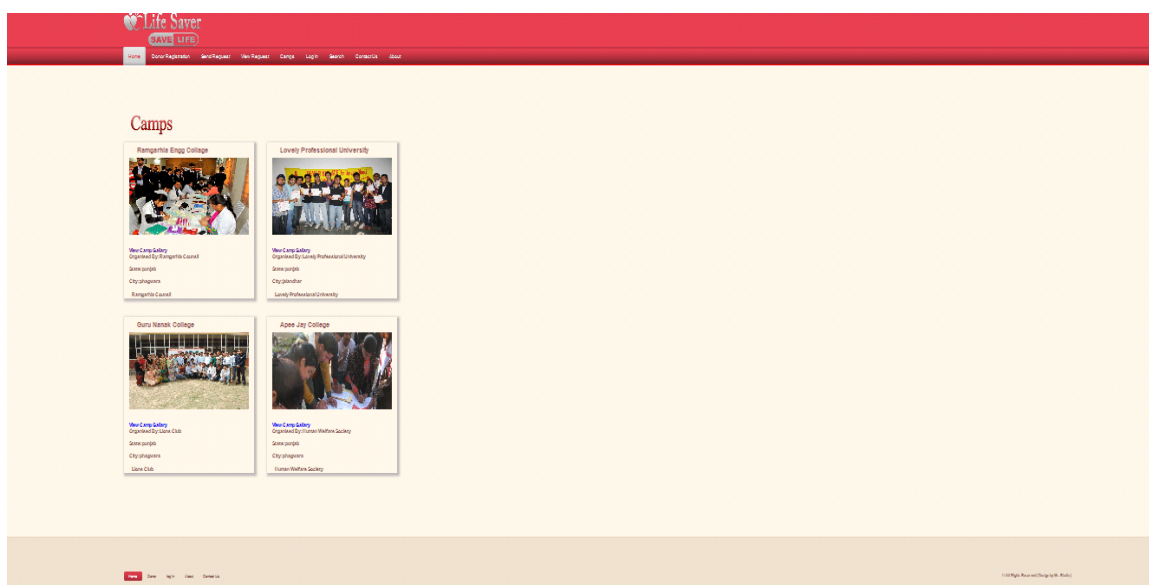 Life Saver
SAVE LIFE
Home Donor Registration Send Request View Request Camps Login Search Contact Us About
Camps
Ramgarhia Engg Collage
View Camp Gallery
Organised By: Ramgarhia Council
State: punjab
City: phagwara
Ramgarhia Council
Lovely Professional University
View Camp Gallery
Organised By: Lovely Professional University
State: punjab
City: jalandhar
Lovely Professional University
Guru Nanak College
View Camp Gallery
Organised By: Lions Club
State: punjab
City: phagwara
Lions Club
Apee Jay College
View Camp Gallery
Organised By: Human Welfare Society
State: punjab
City: phagwara
Human Welfare Society
Home login Contact Us